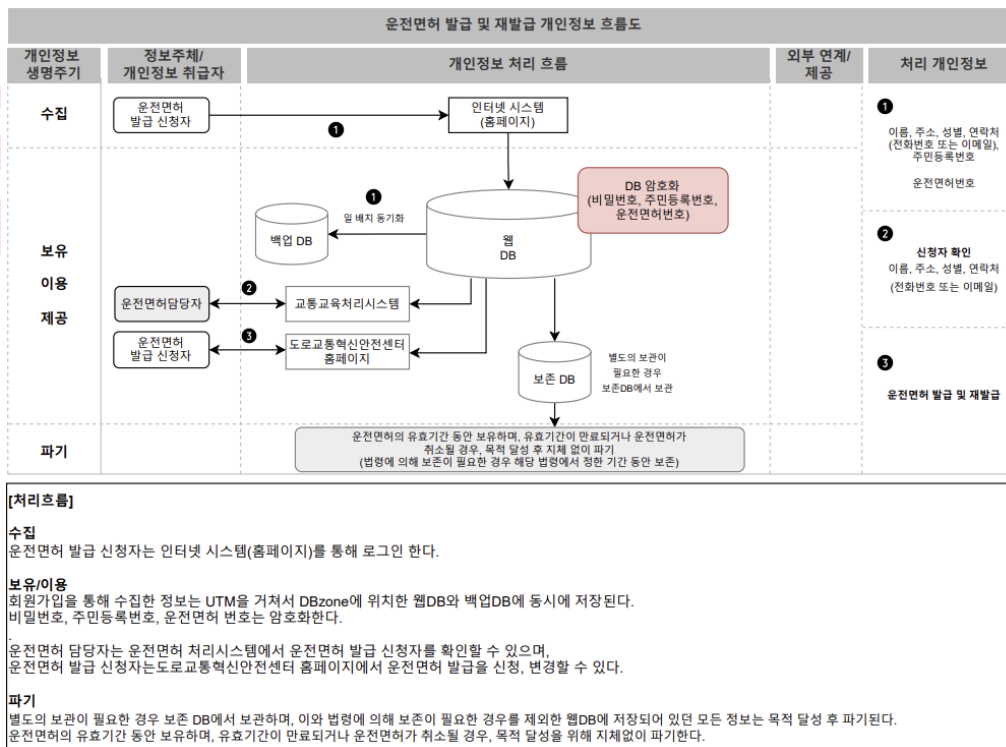 운전면허 발급 및 재발급 개인정보 흐름도
개인정보
생명주기
정보주체/
개인정보 취급자
개인정보 처리 흐름
외부 연계/
제공
처리 개인정보
수집
운전면허
발급 신청자
1
인터넷 시스템
(홈페이지)
1
이름, 주소, 성별, 연락처
(전화번호 또는 이메일),
주민등록번호
운전면허번호
보유
이용
제공
DB 암호화
(비밀번호, 주민등록번호,
운전면허번호)
1
일 배치 동기화
백업 DB
웹
DB
2
신청자 확인
이름, 주소, 성별, 연락처
(전화번호 또는 이메일)
운전면허담당자
2
교통교육처리시스템
운전면허
발급 신청자
3
도로교통혁신안전센터
홈페이지
보존 DB
별도의 보관이
필요한 경우
보존DB에서 보관
3
운전면허 발급 및 재발급
파기
운전면허의 유효기간 동안 보유하며, 유효기간이 만료되거나 운전면허가
취소될 경우, 목적 달성 후 지체 없이 파기
(법령에 의해 보존이 필요한 경우 해당 법령에서 정한 기간 동안 보존)
[처리흐름]
수집
운전면허 발급 신청자는 인터넷 시스템(홈페이지)를 통해 로그인 한다.
보유/이용
회원가입을 통해 수집한 정보는 UTM을 거쳐서 DBzone에 위치한 웹DB와 백업DB에 동시에 저장된다.
비밀번호, 주민등록번호, 운전면허 번호는 암호화한다.
.
운전면허 담당자는 운전면허 처리시스템에서 운전면허 발급 신청자를 확인할 수 있으며,
운전면허 발급 신청자는도로교통혁신안전센터 홈페이지에서 운전면허 발급을 신청, 변경할 수 있다.
파기
별도의 보관이 필요한 경우 보존 DB에서 보관하며, 이와 법령에 의해 보존이 필요한 경우를 제외한 웹DB에 저장되어 있던 모든 정보는 목적 달성 후 파기된다.
운전면허의 유효기간 동안 보유하며, 유효기간이 만료되거나 운전면허가 취소될 경우, 목적 달성을 위해 지체없이 파기한다.